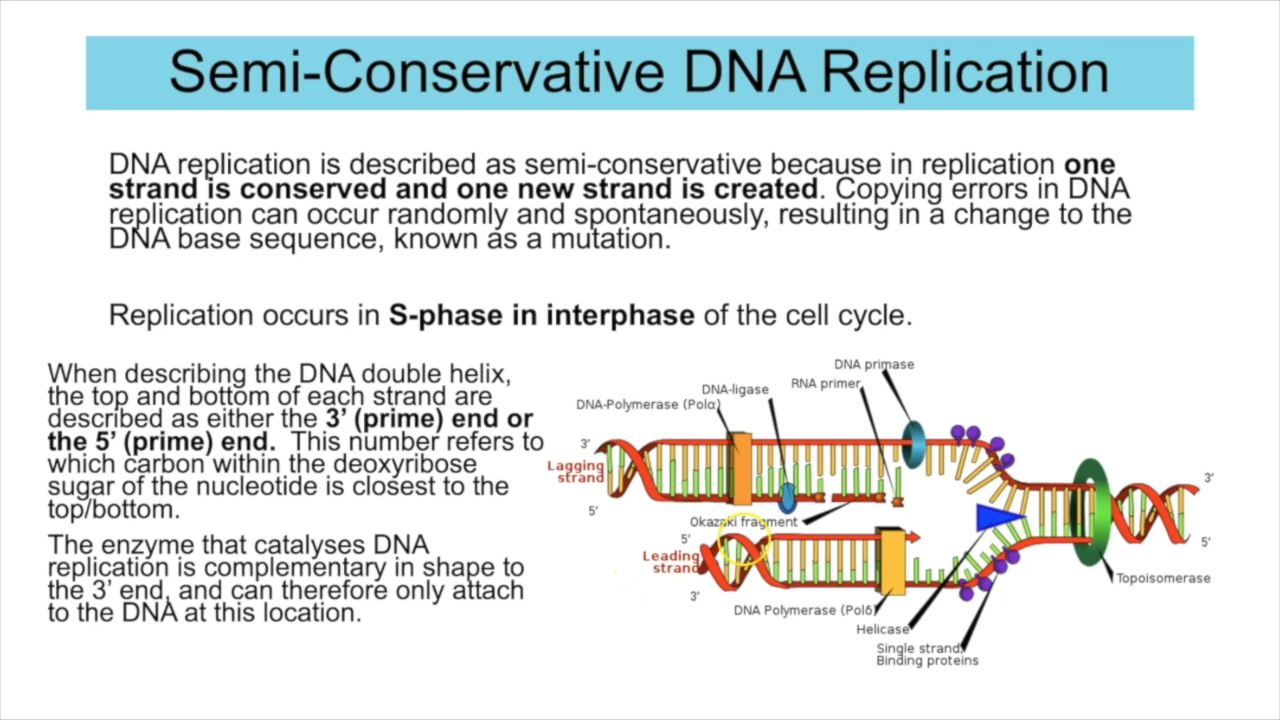 Semi-Conservative DNA Replication
DNA replication is described as semi-conservative because in replication one
strand is conserved and one new strand is created. Copying errors in DNA
replication can occur randomly and spontaneously, resulting in a change to the
DNA base sequence, known as a mutation.
Replication occurs in S-phase in interphase of the cell cycle.
When describing the DNA double helix,
the top and bottom of each strand are
described as either the 3’ (prime) end or
the 5’ (prime) end. This number refers to
which carbon within the deoxyribose
sugar of the nucleotide is closest to the
top/bottom.
The enzyme that catalyses DNA
replication is complementary in shape to
the 3’ end, and can therefore only attach
to the DNA at this location.
DNA primase
RNA primer
DNA-ligase
DNA-Polymerase (Polα)
3’
Lagging
strand
5’
Okazaki fragment
5’
Leading
strand
3’
DNA Polymerase (Polδ)
Helicase
Single strand,
Binding proteins
Topoisomerase
3’
5’